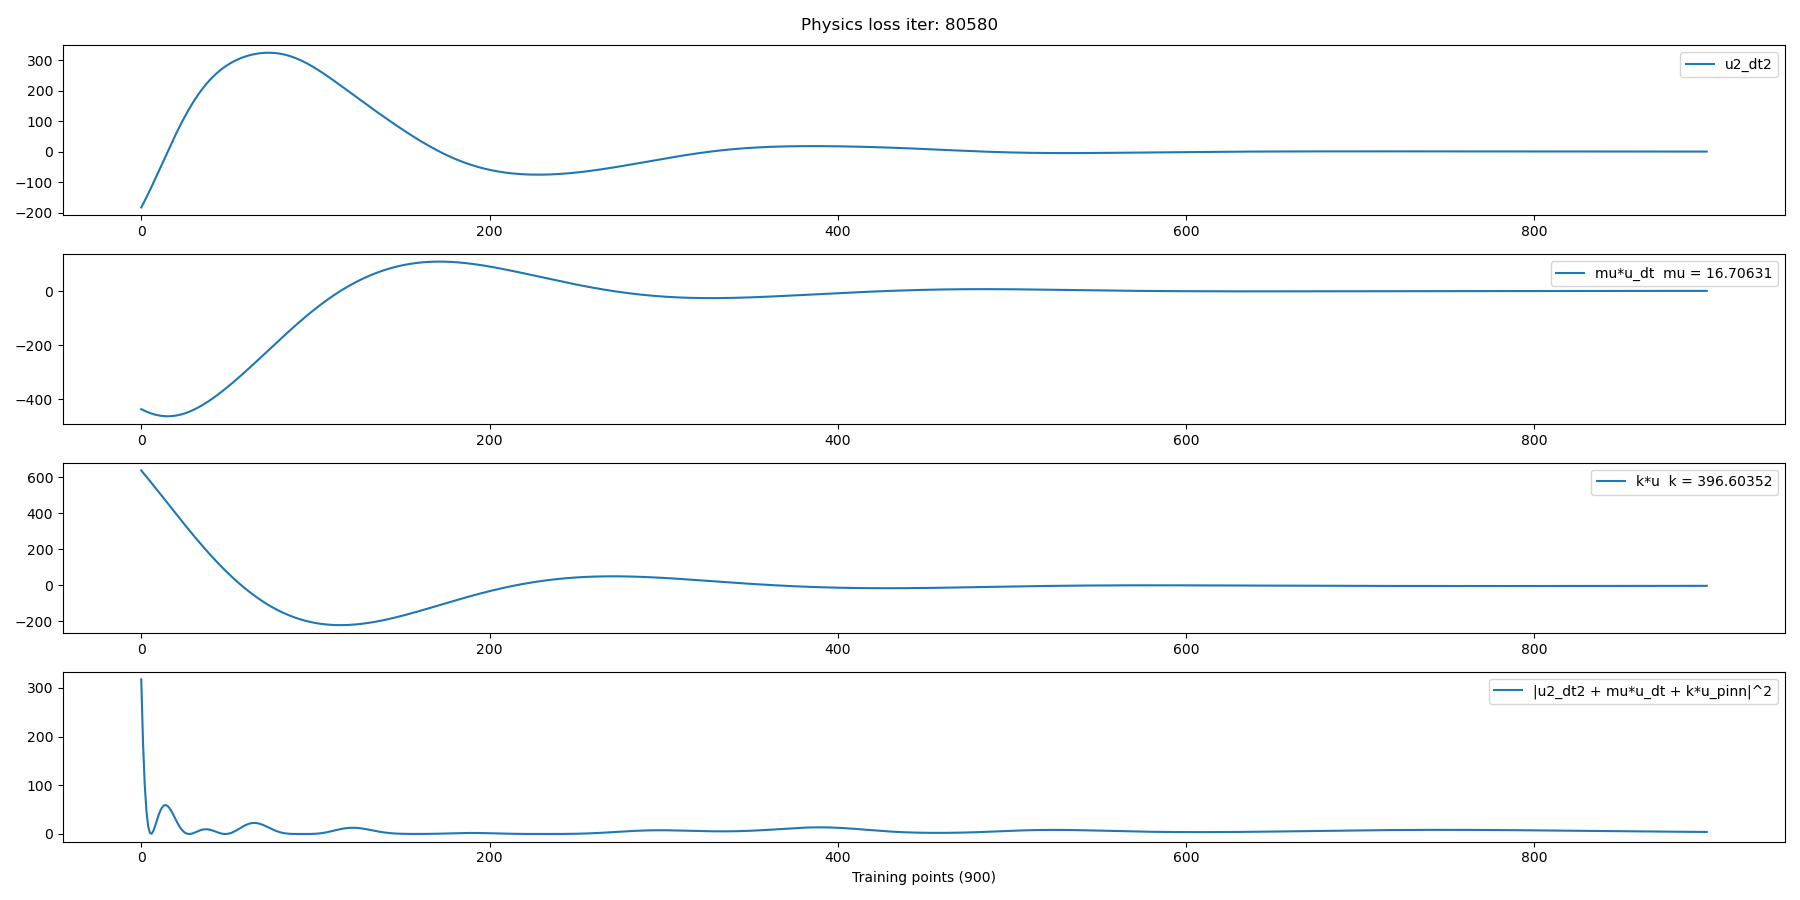 Physics loss iter: 80580
300
200
100
0
−100
−200
u2_dt2
0 200 400 600 800
0
−200
−400
mu*u_dt  mu = 16.70631
0 200 400 600 800
600
400
200
0
−200
k*u  k = 396.60352
0 200 400 600 800
300
200
100
0
|u2_dt2 + mu*u_dt + k*u_pinn|^2
0 200 400 600 800
Training points (900)